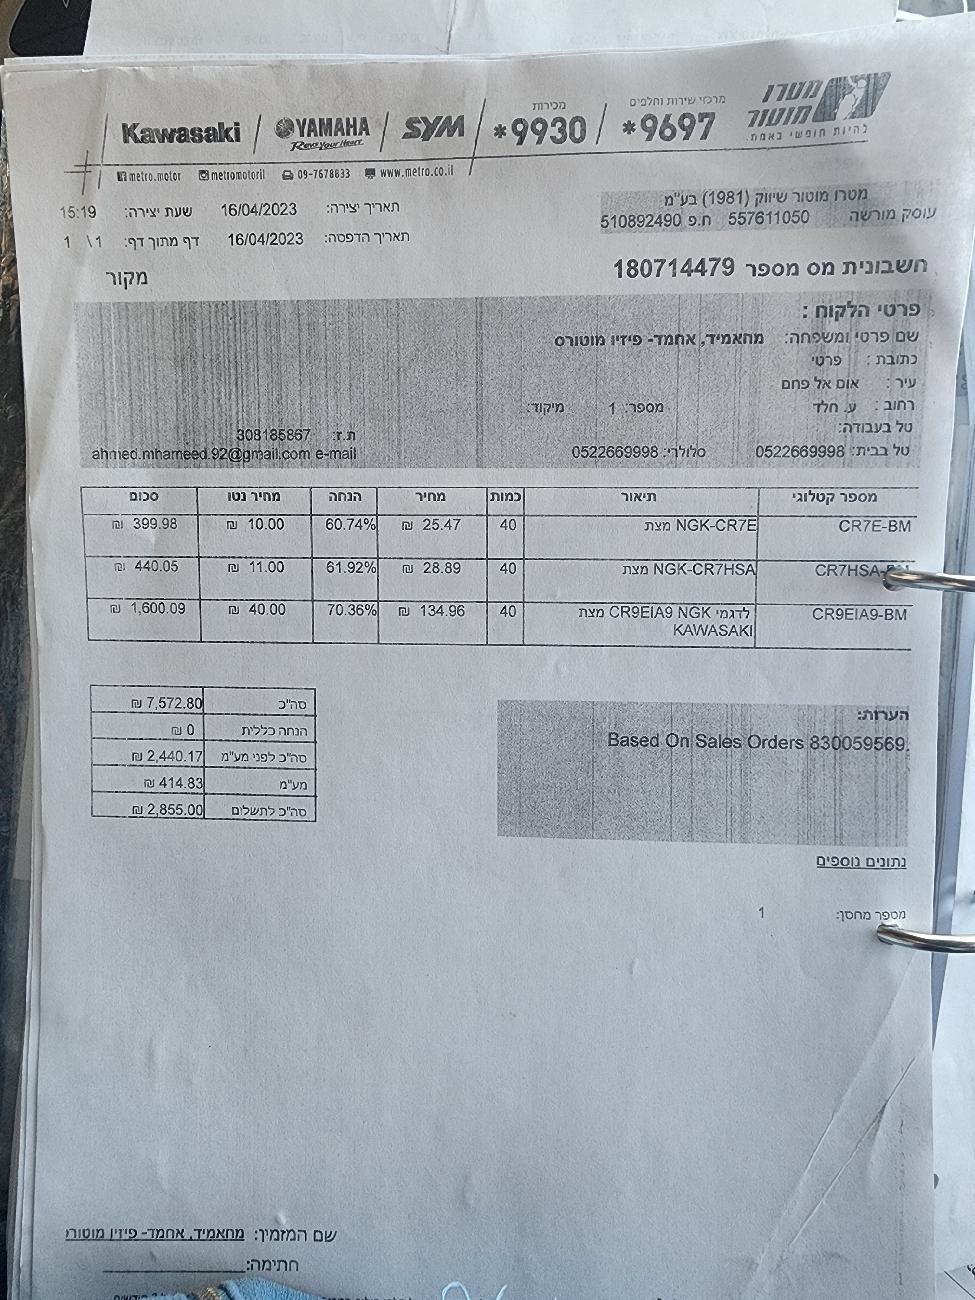 מטרו
מוטור
להיות חופשי באמת.
מרכזי שירות וחלפים
*9697
מכירות
*9930
SYM
YAMAHA
Revs Your Heart
Kawasaki
metro.motor metromotoril 09-7678833 www.metro.co.il
מטרו מוטור שיווק (1981) בע"מ
עוסק מורשה 557611050 ח.פ 510892490
תאריך יצירה: 16/04/2023 שעת יצירה: 15:19
תאריך הדפסה: 16/04/2023 דף מתוך דף: 1\ 1
חשבונית מס מספר 180714479
מקור
פרטי הלקוח :
שם פרטי ומשפחה: מחאמיד, אחמד- פיזיו מוטורס
כתובת : פרטי
עיר : אום אל פחם
רחוב : ע. חלד מספר: 1 מיקוד:
טל בעבודה: ת.ז: 308185867
טל בבית: 0522669998 סלולרי: 0522669998 ahmed.mhameed.92@gmail.com e-mail
מספר קטלוגי תיאור כמות מחיר הנחה מחיר נטו סכום
CR7E-BM NGK-CR7E מצת 40 25.47 ₪ 60.74% 10.00 ₪ 399.98 ₪
CR7HSA- NGK-CR7HSA מצת 40 28.89 ₪ 61.92% 11.00 ₪ 440.05 ₪
CR9EIA9-BM לדגמי CR9EIA9 NGK מצת 40 134.96 ₪ 70.36% 40.00 ₪ 1,600.09 ₪
KAWASAKI
סה"כ 7,572.80 ₪
הנחה כללית 0 ₪
סה"כ לפני מע"מ 2,440.17 ₪
מע"מ 414.83 ₪
סה"כ לתשלום 2,855.00 ₪
הערות:
Based On Sales Orders 830059569.
נתונים נוספים
מספר מחסן: 1
שם המזמין: מחאמיד, אחמד- פיזיו מוטורס
חתימה: